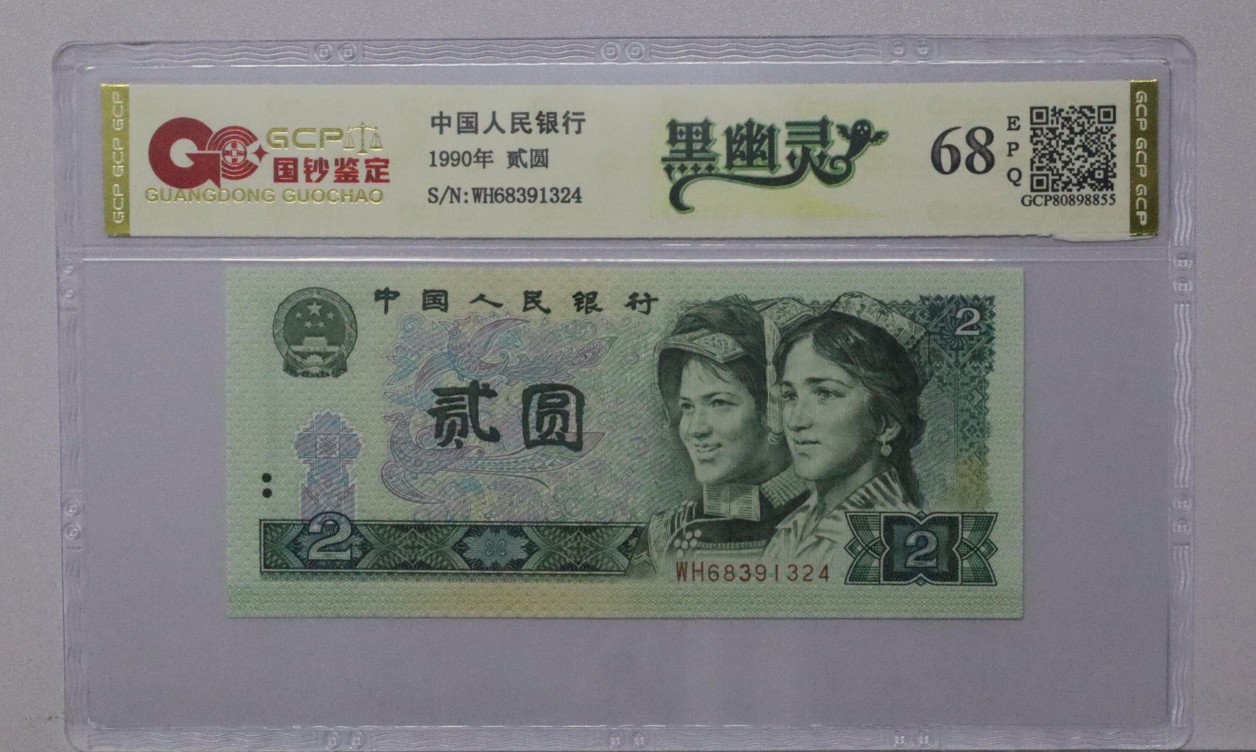 GCP GCP GCP
GC
GCP
国钞鉴定
GUANGDONG GUOCHAO
中国人民银行
1990年 贰圆
S/N:WH68391324
黑幽灵
68
EPQ
GCP80898855
GCP GCP GCP
中国人民银行
2
贰圆
2
2
WH68391324